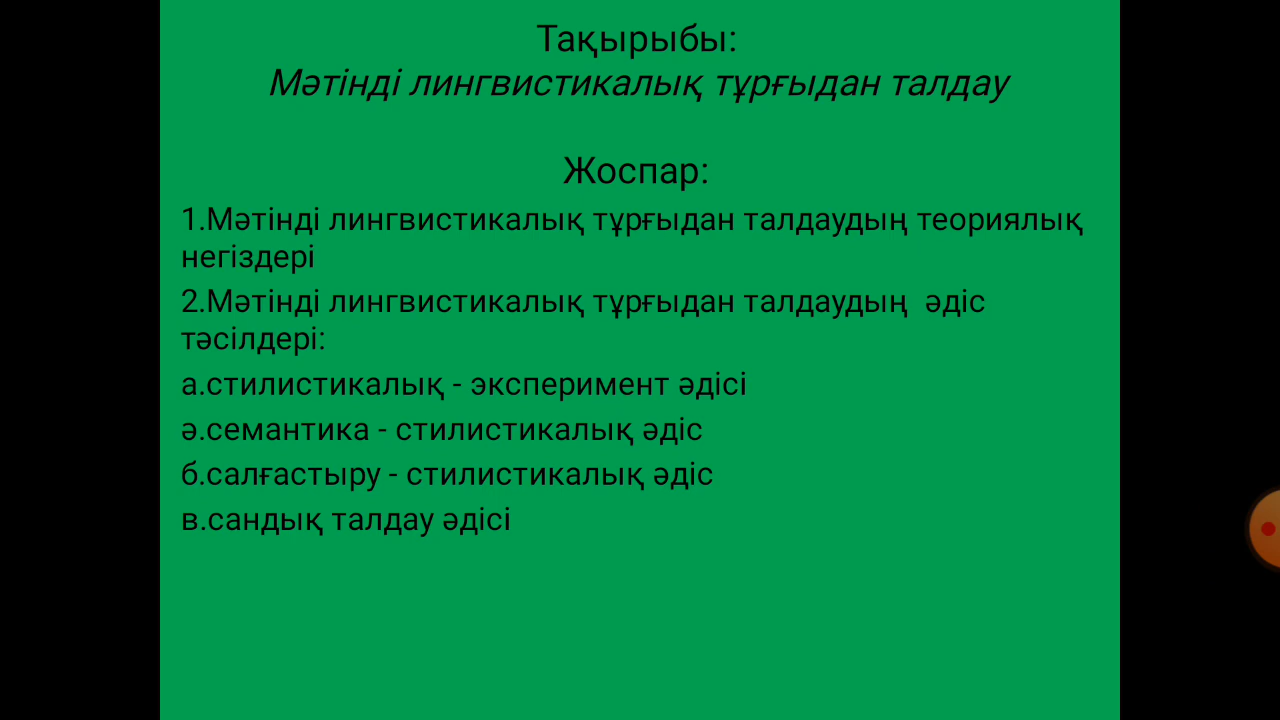 Тақырыбы:
Мәтінді лингвистикалық тұрғыдан талдау
Жоспар:
1.Мәтінді лингвистикалық тұрғыдан талдаудың теориялық
негіздері
2.Мәтінді лингвистикалық тұрғыдан талдаудың  әдіс
тәсілдері:
а.стилистикалық - эксперимент әдісі
ә.семантика - стилистикалық әдіс
б.салғастыру - стилистикалық әдіс
в.сандық талдау әдісі